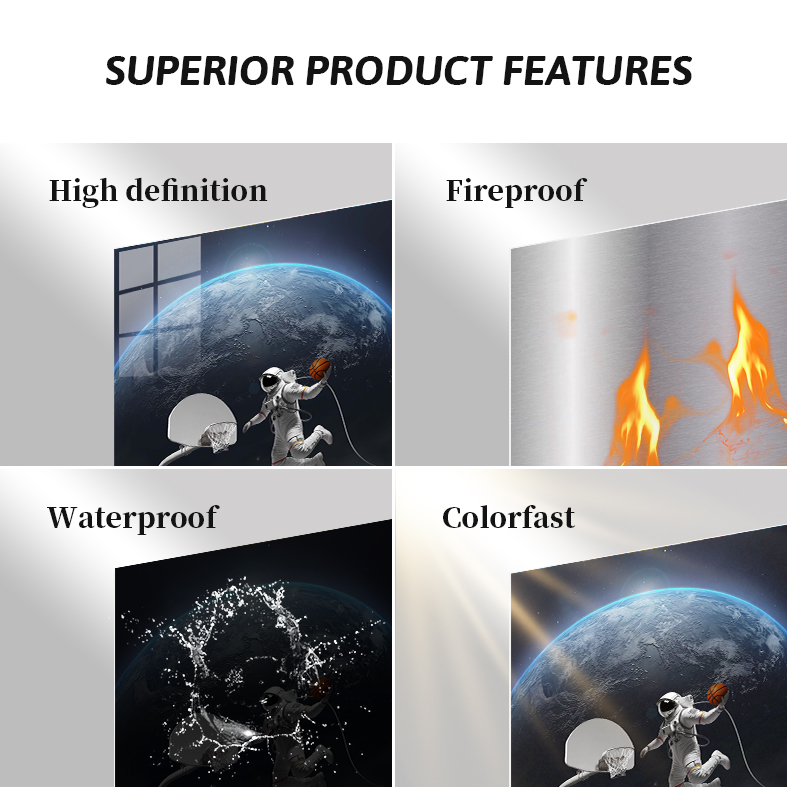 SUPERIOR PRODUCT FEATURES
High definition
Fireproof
Waterproof
Colorfast